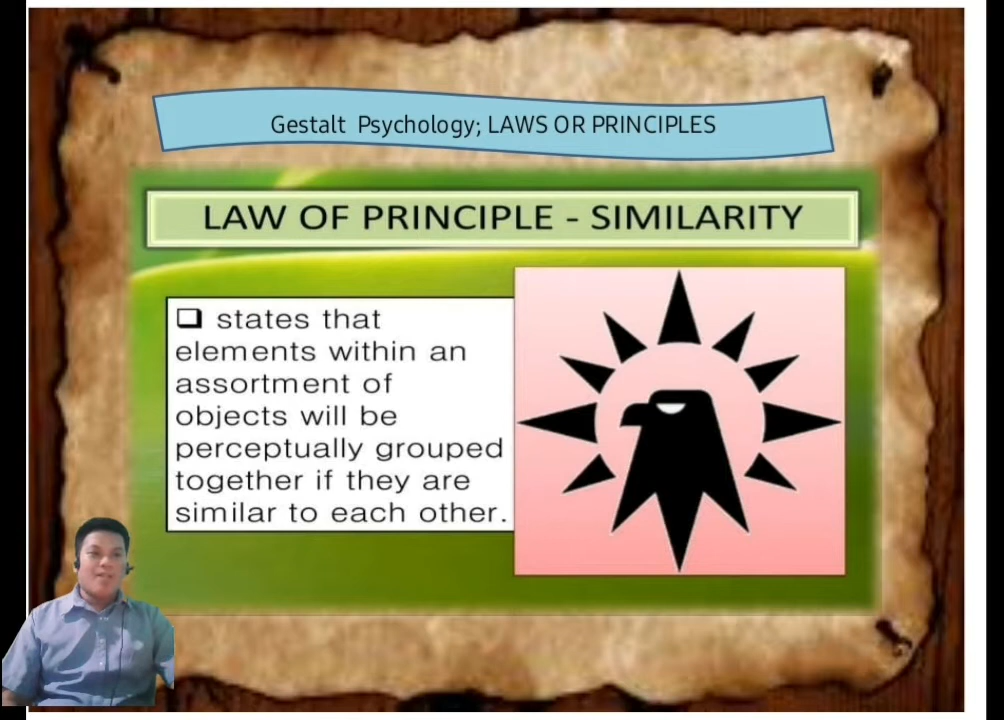 Gestalt Psychology; LAWS OR PRINCIPLES
LAW OF PRINCIPLE - SIMILARITY
❑ states that
elements within an
assortment of
objects will be
perceptually grouped
together if they are
similar to each other.